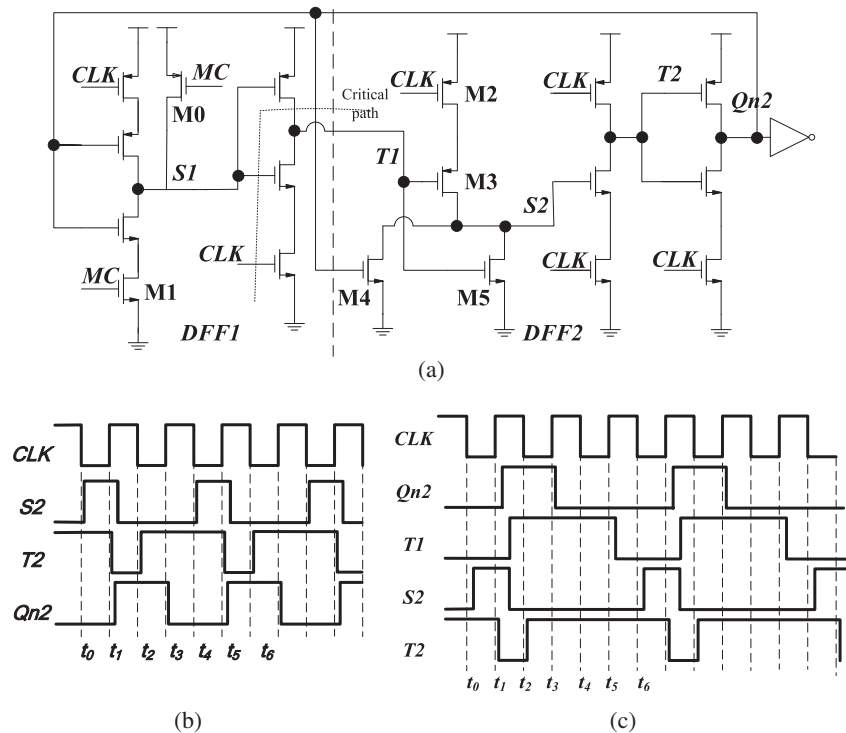 CLK
MC
M0
S1
MC
M1
DFF1
CLK
Critical
path
T1
CLK
M2
M3
M4
M5
S2
CLK
CLK
DFF2
T2
Qn2
CLK
(a)
CLK
S2
T2
Qn2
t0 t1 t2 t3 t4 t5 t6
(b)
CLK
Qn2
T1
S2
T2
t0 t1 t2 t3 t4 t5 t6
(c)